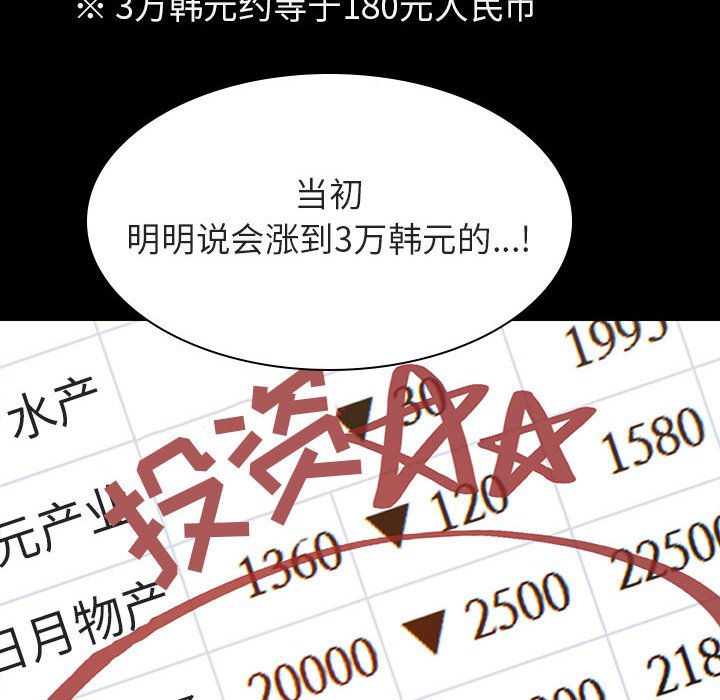 ※ 3万韩元约等于180元人民币
当初
明明说会涨到3万韩元的...!
1995
水产
▼ 30
投资☆☆
1580
元产业
1360 ▼ 120
22500
日月物产
20000 ▼ 2500
218